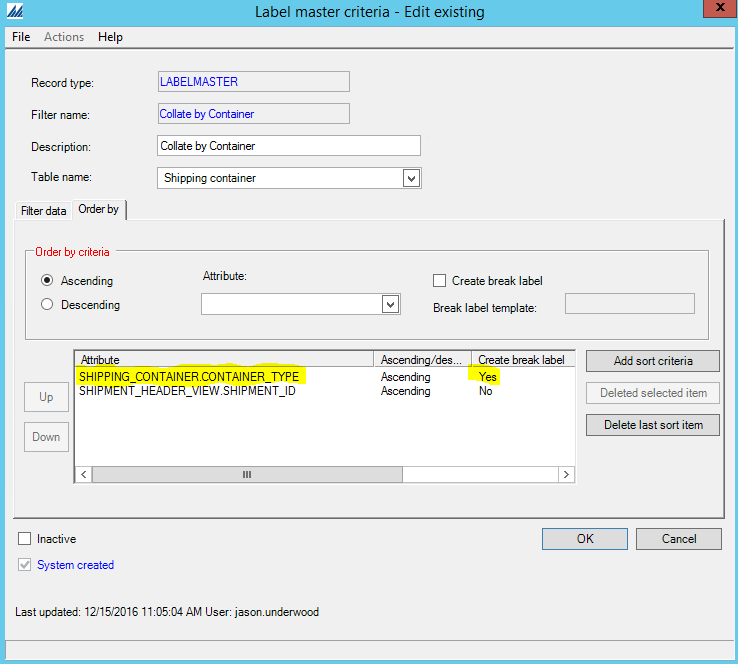 Label master criteria - Edit existing
X
File Actions Help
Record type: LABELMASTER
Filter name: Collate by Container
Description: Collate by Container
Table name: Shipping container
Filter data Order by
Order by criteria
Ascending Attribute: Create break label
Descending Break label template:
Attribute Ascending/des... Create break label Add sort criteria
SHIPPING_CONTAINER.CONTAINER_TYPE Ascending Yes
SHIPMENT_HEADER_VIEW.SHIPMENT_ID Ascending No
Up Deleted selected item
Down Delete last sort item
Inactive OK Cancel
System created
Last updated: 12/15/2016 11:05:04 AM User: jason.underwood